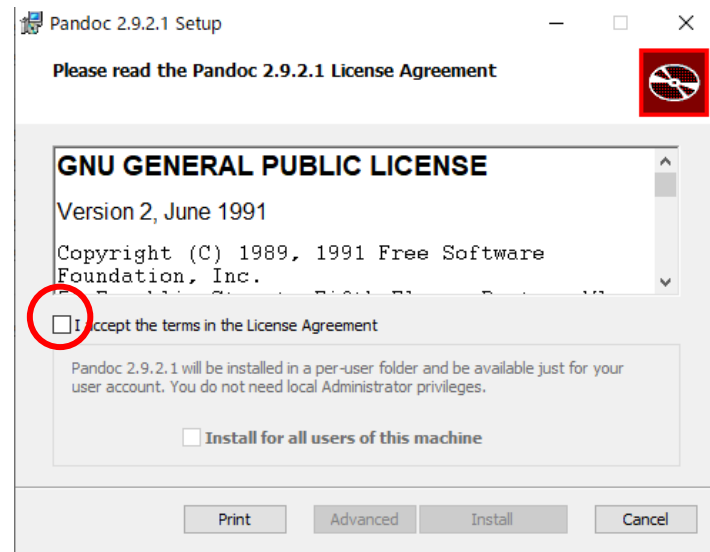 Pandoc 2.9.2.1 Setup
Please read the Pandoc 2.9.2.1 License Agreement
GNU GENERAL PUBLIC LICENSE
Version 2, June 1991
Copyright (C) 1989, 1991 Free Software
Foundation, Inc.
I accept the terms in the License Agreement
Pandoc 2.9.2.1 will be installed in a per-user folder and be available just for your
user account. You do not need local Administrator privileges.
Install for all users of this machine
Print Advanced Install Cancel